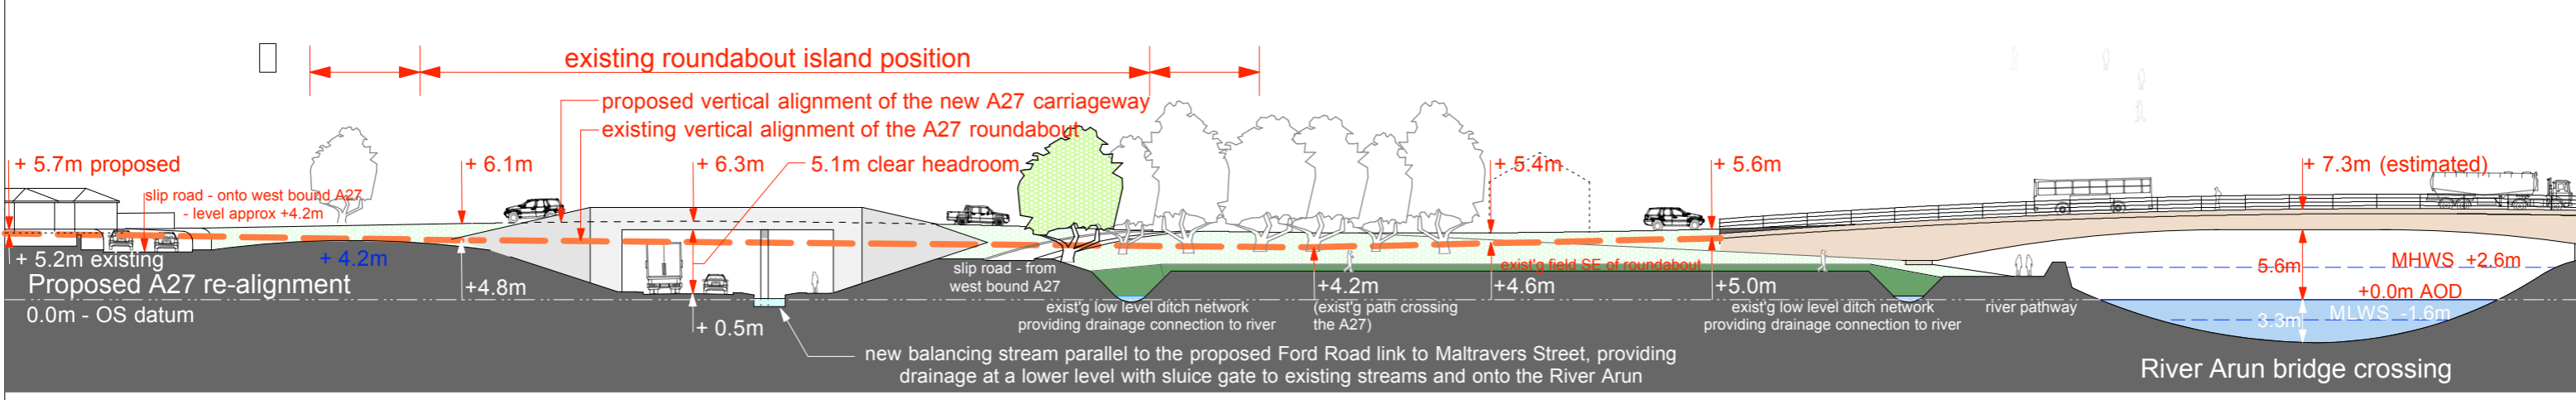 existing roundabout island position
proposed vertical alignment of the new A27 carriageway
existing vertical alignment of the A27 roundabout
+ 5.7m proposed
+ 6.1m
+ 6.3m
5.1m clear headroom
+ 5.4m
+ 5.6m
+ 7.3m (estimated)
slip road - onto west bound A27
- level approx +4.2m
+ 5.2m existing
+ 4.2m
slip road - from
west bound A27
exist'g field SE of roundabout
5.6m
MHWS +2.6m
Proposed A27 re-alignment
+4.8m
+4.2m
(exist'g path crossing
the A27)
+4.6m
+5.0m
+0.0m AOD
0.0m - OS datum
+ 0.5m
exist'g low level ditch network
providing drainage connection to river
exist'g low level ditch network
providing drainage connection to river
river pathway
3.3m
MLWS -1.6m
new balancing stream parallel to the proposed Ford Road link to Maltravers Street, providing
drainage at a lower level with sluice gate to existing streams and onto the River Arun
River Arun bridge crossing